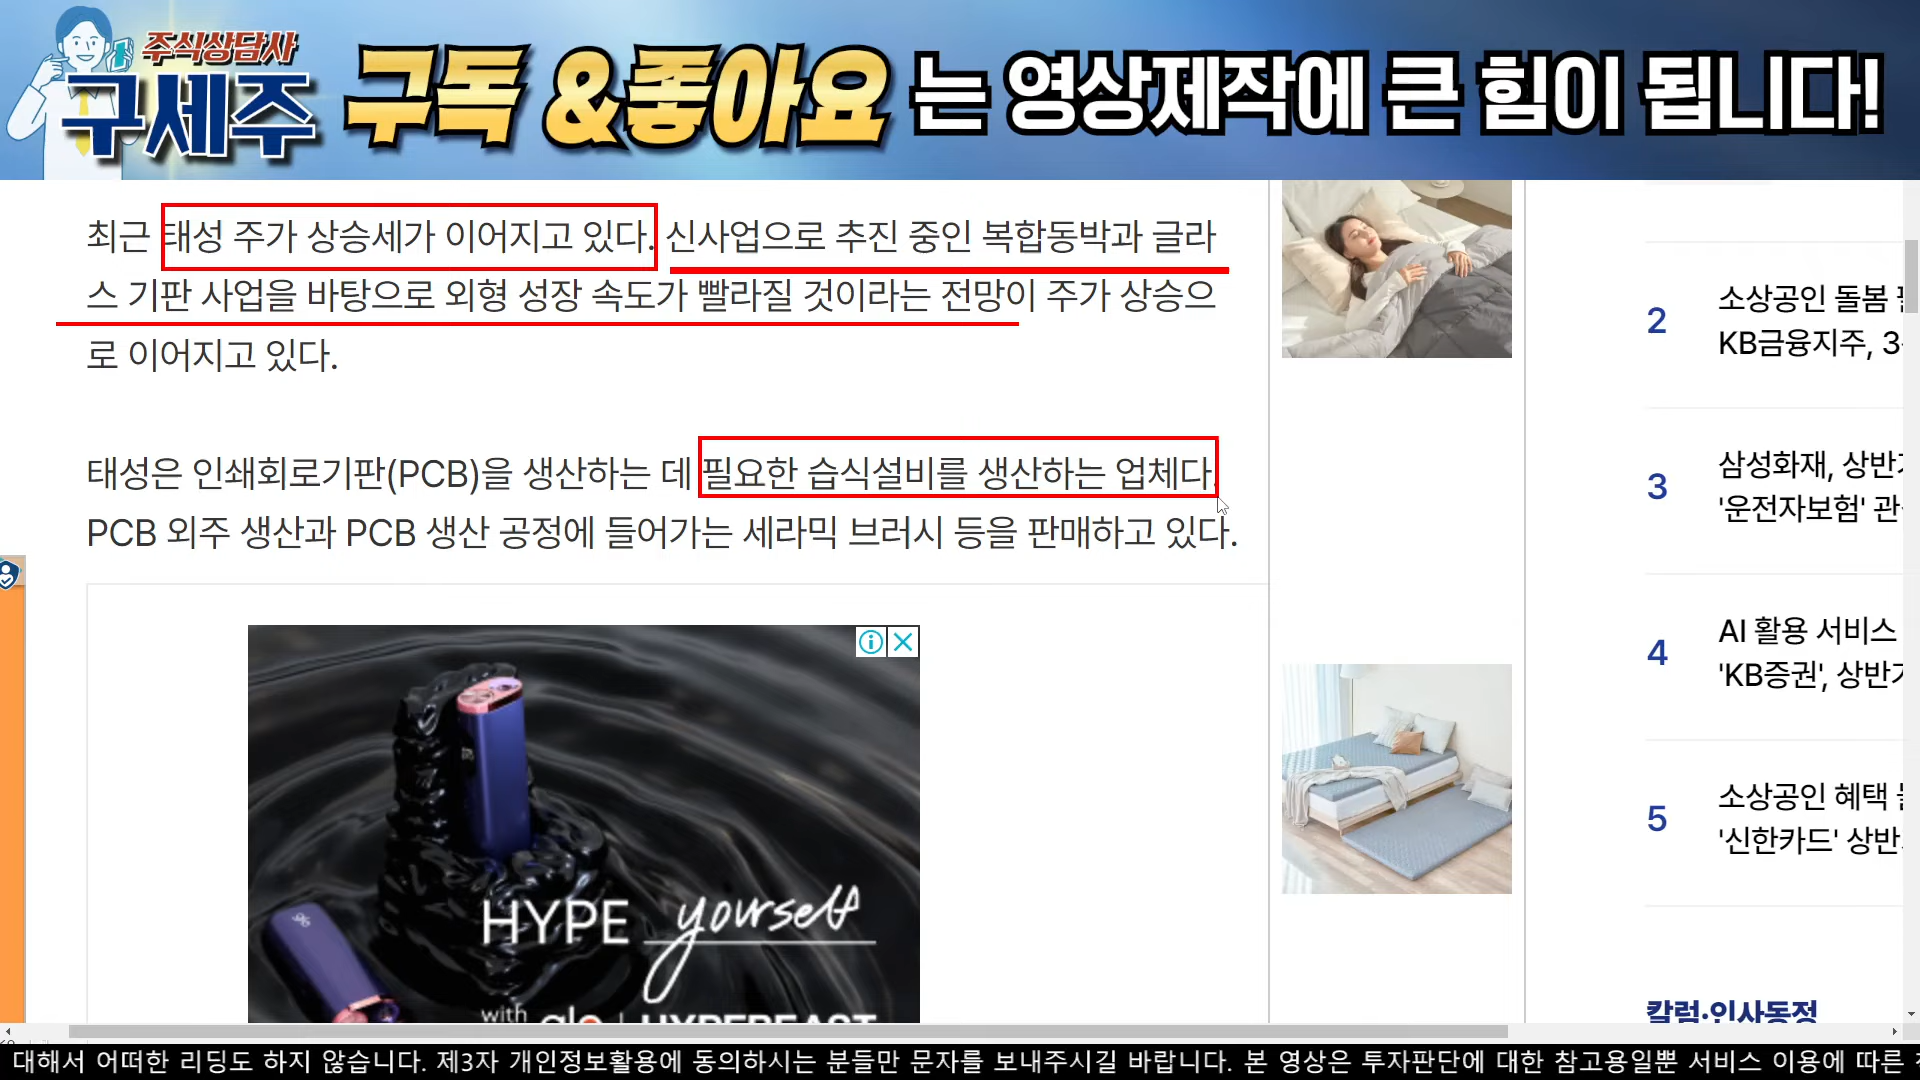 주식상담사
구세주
구독 &좋아요 는 영상제작에 큰 힘이 됩니다!
최근 태성 주가 상승세가 이어지고 있다. 신사업으로 추진 중인 복합동박과 글라
스 기판 사업을 바탕으로 외형 성장 속도가 빨라질 것이라는 전망이 주가 상승으
로 이어지고 있다.
태성은 인쇄회로기판(PCB)을 생산하는 데 필요한 습식설비를 생산하는 업체다.
PCB 외주 생산과 PCB 생산 공정에 들어가는 세라믹 브러시 등을 판매하고 있다.
HYPE yourself
with glo | HYPEBEAST
2
소상공인 돌봄
KB금융지주,
3
삼성화재,
'운전자보험'
4
AI 활용 서비스
'KB증권',
5
소상공인 혜택
'신한카드'
칼럼·인사동정
대해서 어떠한 리딩도 하지 않습니다. 제3자 개인정보활용에 동의하시는 분들만 문자를 보내주시길 바랍니다. 본 영상은 투자판단에 대한 참고용일뿐 서비스 이용에 따른